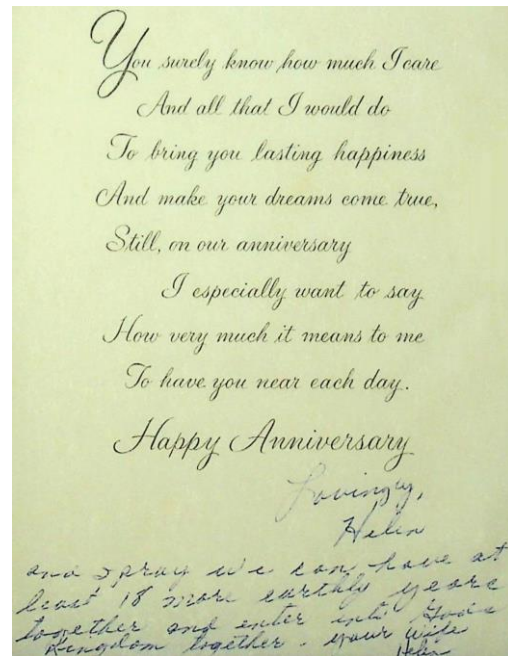 You surely know how much I care
And all that I would do
To bring you lasting happiness
And make your dreams come true,
Still, on our anniversary
I especially want to say
How very much it means to me
To have you near each day.
Happy Anniversary
Lovingly,
Helen
and I pray we can have at
least 18 more earthly years
together and enter into God's
Kingdom together - your wife
Helen